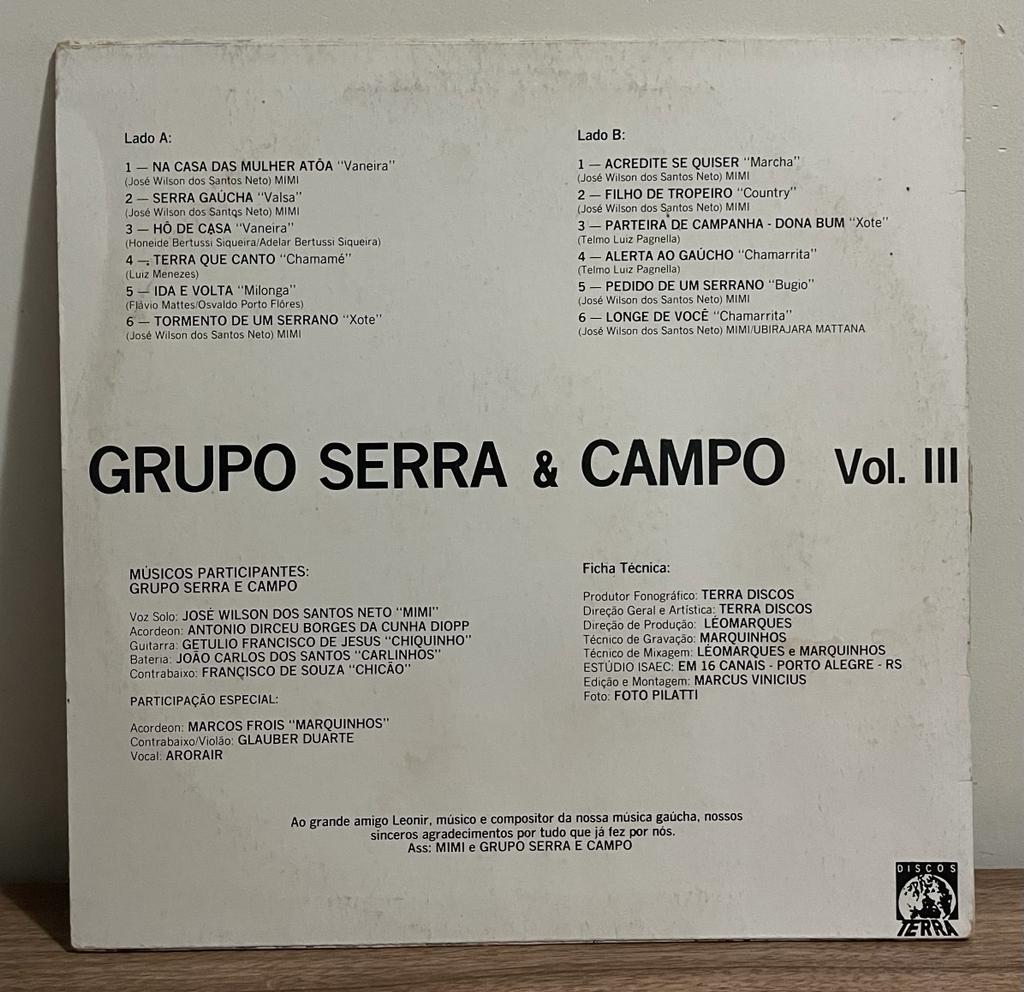 Lado A:
1 — NA CASA DAS MULHER ATÔA "Vaneira"
(José Wilson dos Santos Neto) MIMI
2 — SERRA GAÚCHA "Valsa"
(José Wilson dos Santos Neto) MIMI
3 — HÔ DE CASA "Vaneira"
(Honeide Bertussi Siqueira/Adelar Bertussi Siqueira)
4 — TERRA QUE CANTO "Chamamé"
(Luiz Menezes)
5 — IDA E VOLTA "Milonga"
(Flávio Mattes/Osvaldo Porto Flôres)
6 — TORMENTO DE UM SERRANO "Xote"
(José Wilson dos Santos Neto) MIMI
Lado B:
1 — ACREDITE SE QUISER "Marcha"
(José Wilson dos Santos Neto) MIMI
2 — FILHO DE TROPEIRO "Country"
(José Wilson dos Santos Neto) MIMI
3 — PARTEIRA DE CAMPANHA - DONA BUM "Xote"
(Telmo Luiz Pagnella)
4 — ALERTA AO GAÚCHO "Chamarrita"
(Telmo Luiz Pagnella)
5 — PEDIDO DE UM SERRANO "Bugio"
(José Wilson dos Santos Neto) MIMI
6 — LONGE DE VOCÊ "Chamarrita"
(José Wilson dos Santos Neto) MIMI/UBIRAJARA MATTANA
GRUPO SERRA & CAMPO Vol. III
MÚSICOS PARTICIPANTES:
GRUPO SERRA E CAMPO
Voz Solo: JOSÉ WILSON DOS SANTOS NETO "MIMI"
Acordeon: ANTONIO DIRCEU BORGES DA CUNHA DIOPP
Guitarra: GETULIO FRANCISCO DE JESUS "CHIQUINHO"
Bateria: JOÃO CARLOS DOS SANTOS "CARLINHOS"
Contrabaixo: FRANÇISCO DE SOUZA "CHICÃO"
PARTICIPAÇÃO ESPECIAL:
Acordeon: MARCOS FROIS "MARQUINHOS"
Contrabaixo/Violão: GLAUBER DUARTE
Vocal: ARORAIR
Ficha Técnica:
Produtor Fonográfico: TERRA DISCOS
Direção Geral e Artística: TERRA DISCOS
Direção de Produção: LÉOMARQUES
Técnico de Gravação: MARQUINHOS
Técnico de Mixagem: LÉOMARQUES e MARQUINHOS
ESTÚDIO ISAEC: EM 16 CANAIS - PORTO ALEGRE - RS
Edição e Montagem: MARCUS VINICIUS
Foto: FOTO PILATTI
Ao grande amigo Leonir, músico e compositor da nossa música gaúcha, nossos
sinceros agradecimentos por tudo que já fez por nós.
Ass: MIMI e GRUPO SERRA E CAMPO
DISCOS
TERRA